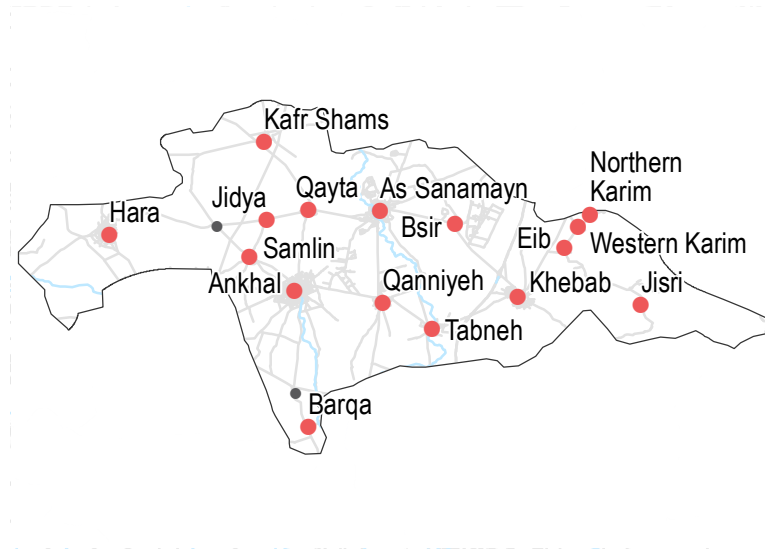 Kafr Shams
Northern
Karim
Hara
Jidya
Qayta
As Sanamayn
Bsir
Eib
Western Karim
Samlin
Ankhal
Qanniyeh
Khebab
Jisri
Tabneh
Barqa